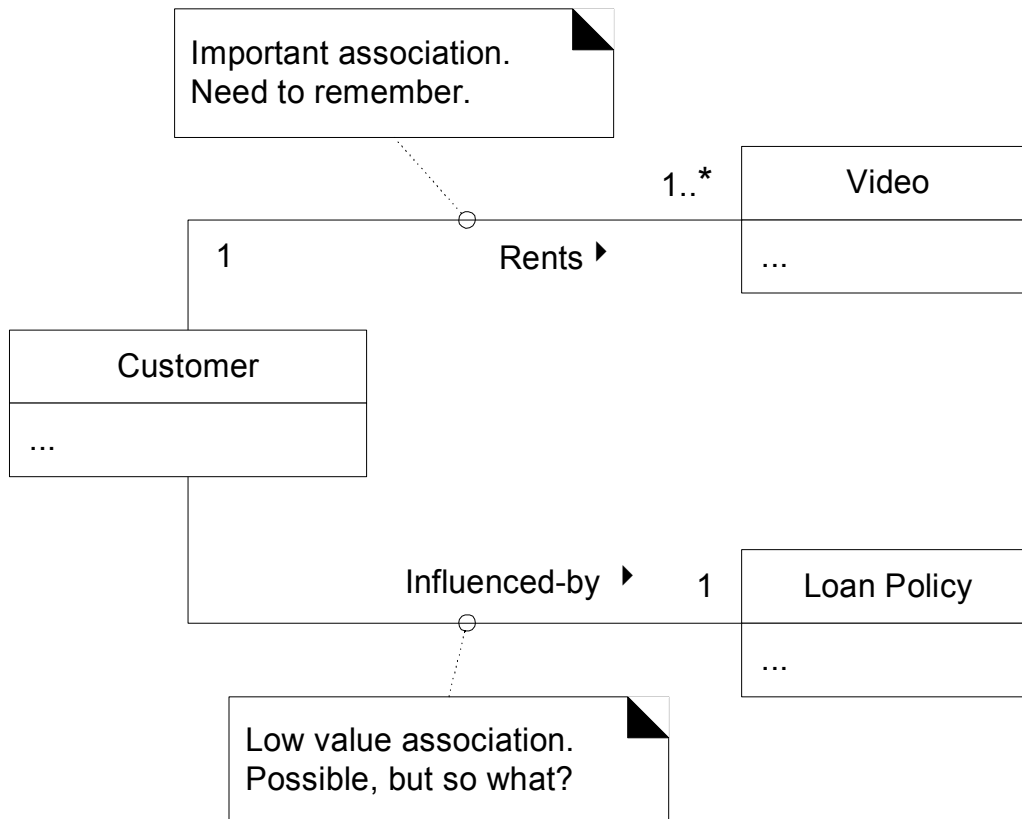 Important association.
Need to remember.
1..*
Video
1
Rents
...
Customer
...
Influenced-by
1
Loan Policy
...
Low value association.
Possible, but so what?